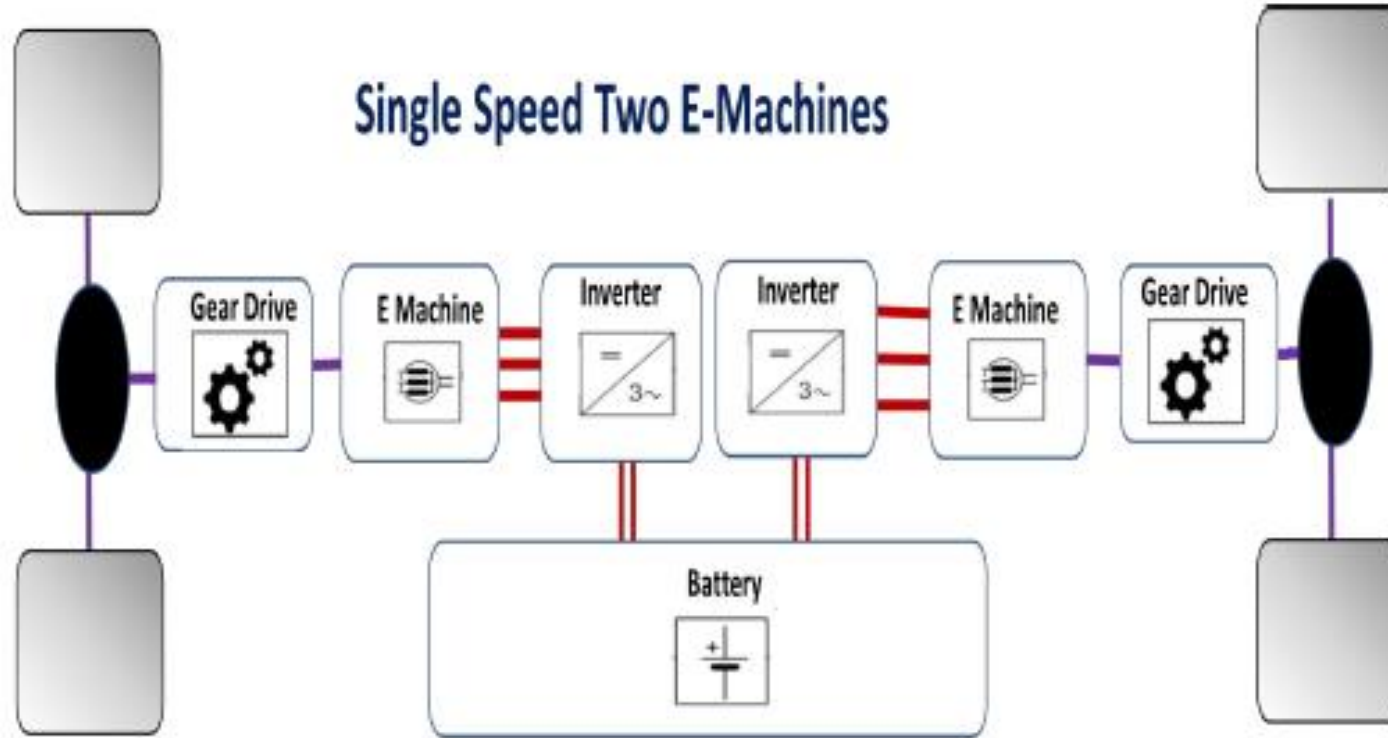 Single Speed Two E-Machines
Gear Drive
E Machine
Inverter
Inverter
E Machine
Gear Drive
=
3~
=
3~
Battery
+